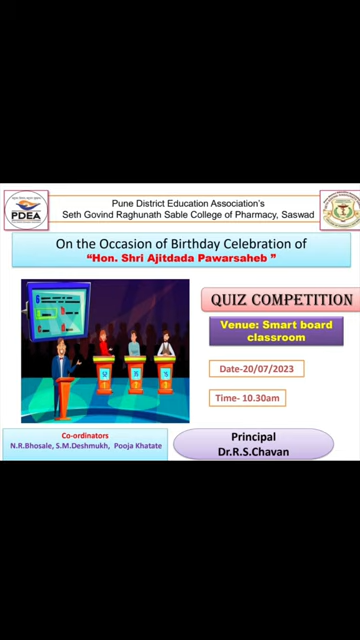 PDEA
Pune District Education Association's
Seth Govind Raghunath Sable College of Pharmacy, Saswad
On the Occasion of Birthday Celebration of
“Hon. Shri Ajitdada Pawarsaheb ”
QUIZ COMPETITION
Venue: Smart board
classroom
Date-20/07/2023
Time- 10.30am
Co-ordinators
N.R.Bhosale, S.M.Deshmukh, Pooja Khatate
Principal
Dr.R.S.Chavan